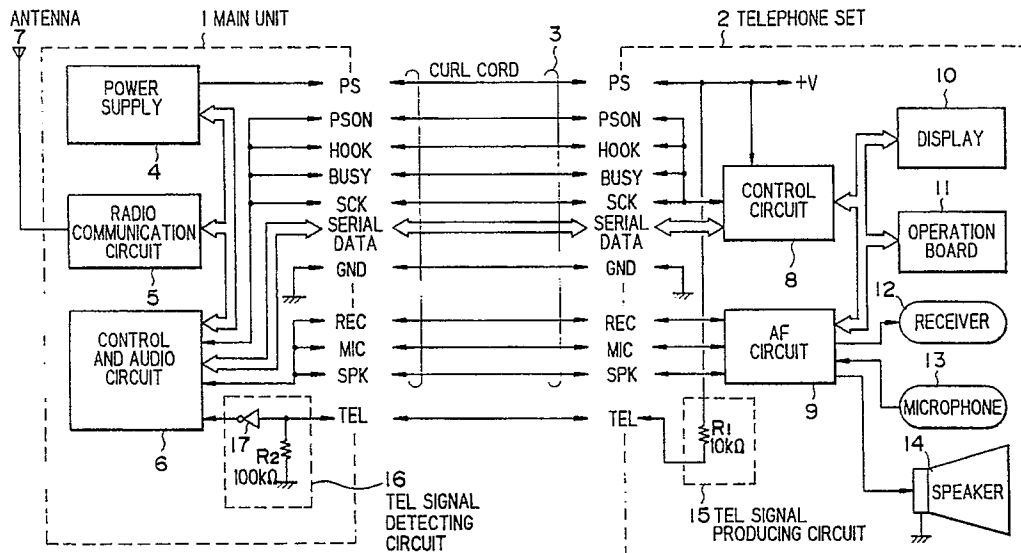 ANTENNA
7
1 MAIN UNIT
3
2 TELEPHONE SET
POWER
SUPPLY
4
RADIO
COMMUNICATION
CIRCUIT
5
CONTROL
AND AUDIO
CIRCUIT
6
17
R2
100kΩ
16
TEL SIGNAL
DETECTING
CIRCUIT
PS
PSON
HOOK
BUSY
SCK
SERIAL
DATA
GND
REC
MIC
SPK
TEL
CURL CORD
PS
PSON
HOOK
BUSY
SCK
SERIAL
DATA
GND
REC
MIC
SPK
TEL
+V
CONTROL
CIRCUIT
8
AF
CIRCUIT
9
R1
10kΩ
15 TEL SIGNAL
PRODUCING CIRCUIT
10
DISPLAY
11
OPERATION
BOARD
12
RECEIVER
13
MICROPHONE
14
SPEAKER